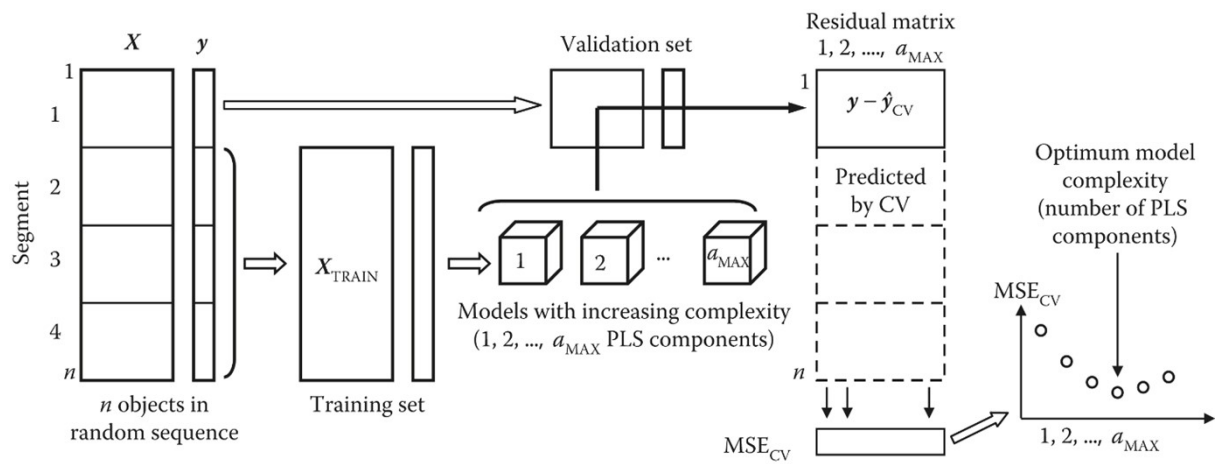 X
y
Segment
1
1
2
3
4
n
n objects in
random sequence
X_TRAIN
Training set
Validation set
1
2
...
a_MAX
Models with increasing complexity
(1, 2, ..., a_MAX PLS components)
Residual matrix
1, 2, ...., a_MAX
1
y – ŷ_CV
Predicted
by CV
n
MSE_CV
Optimum model
complexity
(number of PLS
components)
MSE_CV
1, 2, ..., a_MAX